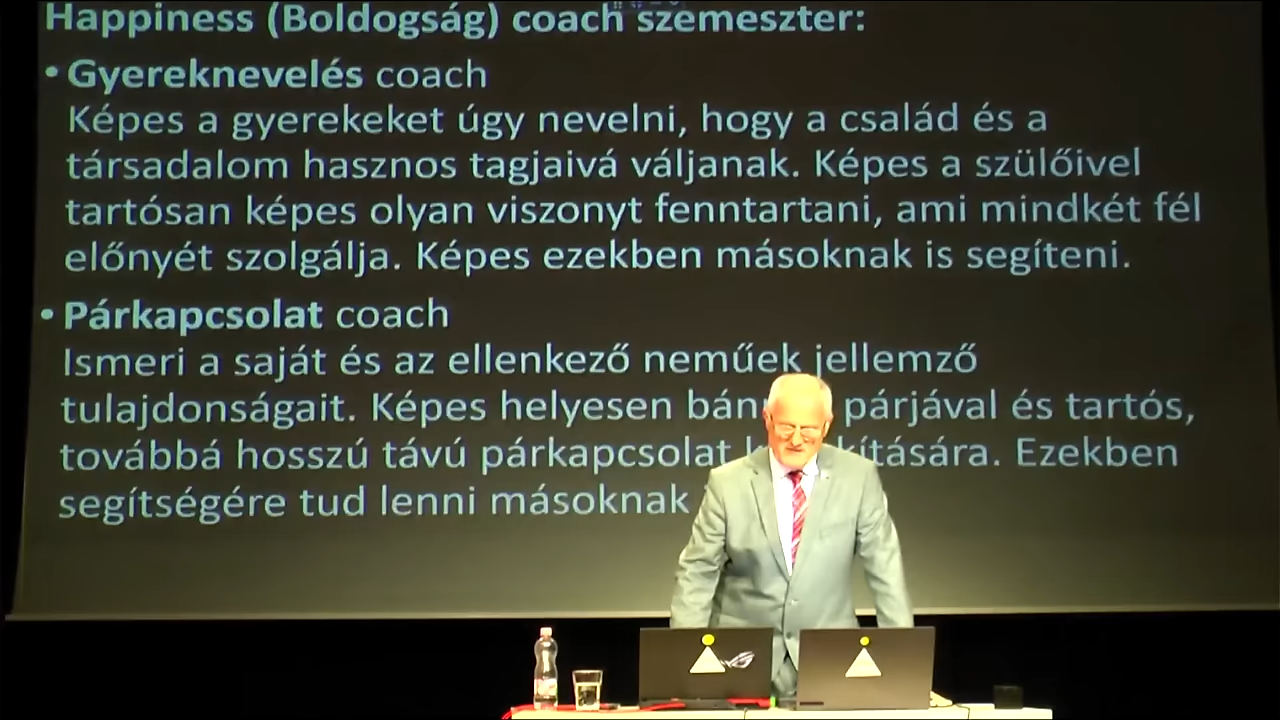 Happiness (Boldogság) coach szemeszter:
• Gyereknevelés coach
Képes a gyerekeket úgy nevelni, hogy a család és a
társadalom hasznos tagjaivá váljanak. Képes a szülőivel
tartósan képes olyan viszonyt fenntartani, ami mindkét fél
előnyét szolgálja. Képes ezekben másoknak is segíteni.
• Párkapcsolat coach
Ismeri a saját és az ellenkező neműek jellemző
tulajdonságait. Képes helyesen párjával és tartós,
továbbá hosszú távú párkapcsolat Ezekben
segítségére tud lenni másoknak